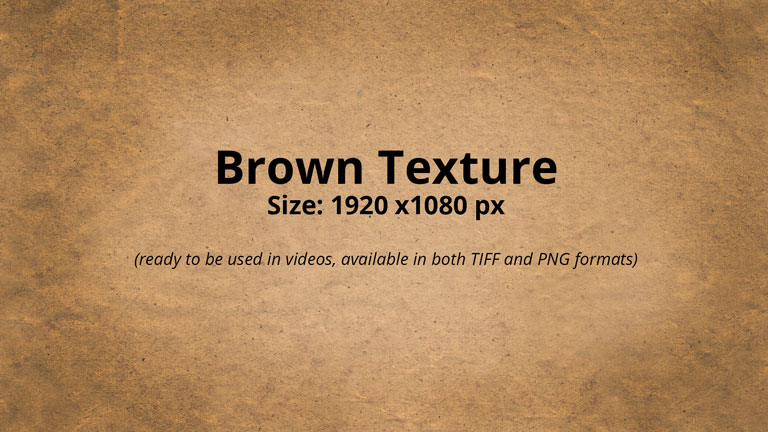 Brown Texture
Size: 1920 x1080 px
(ready to be used in videos, available in both TIFF and PNG formats)